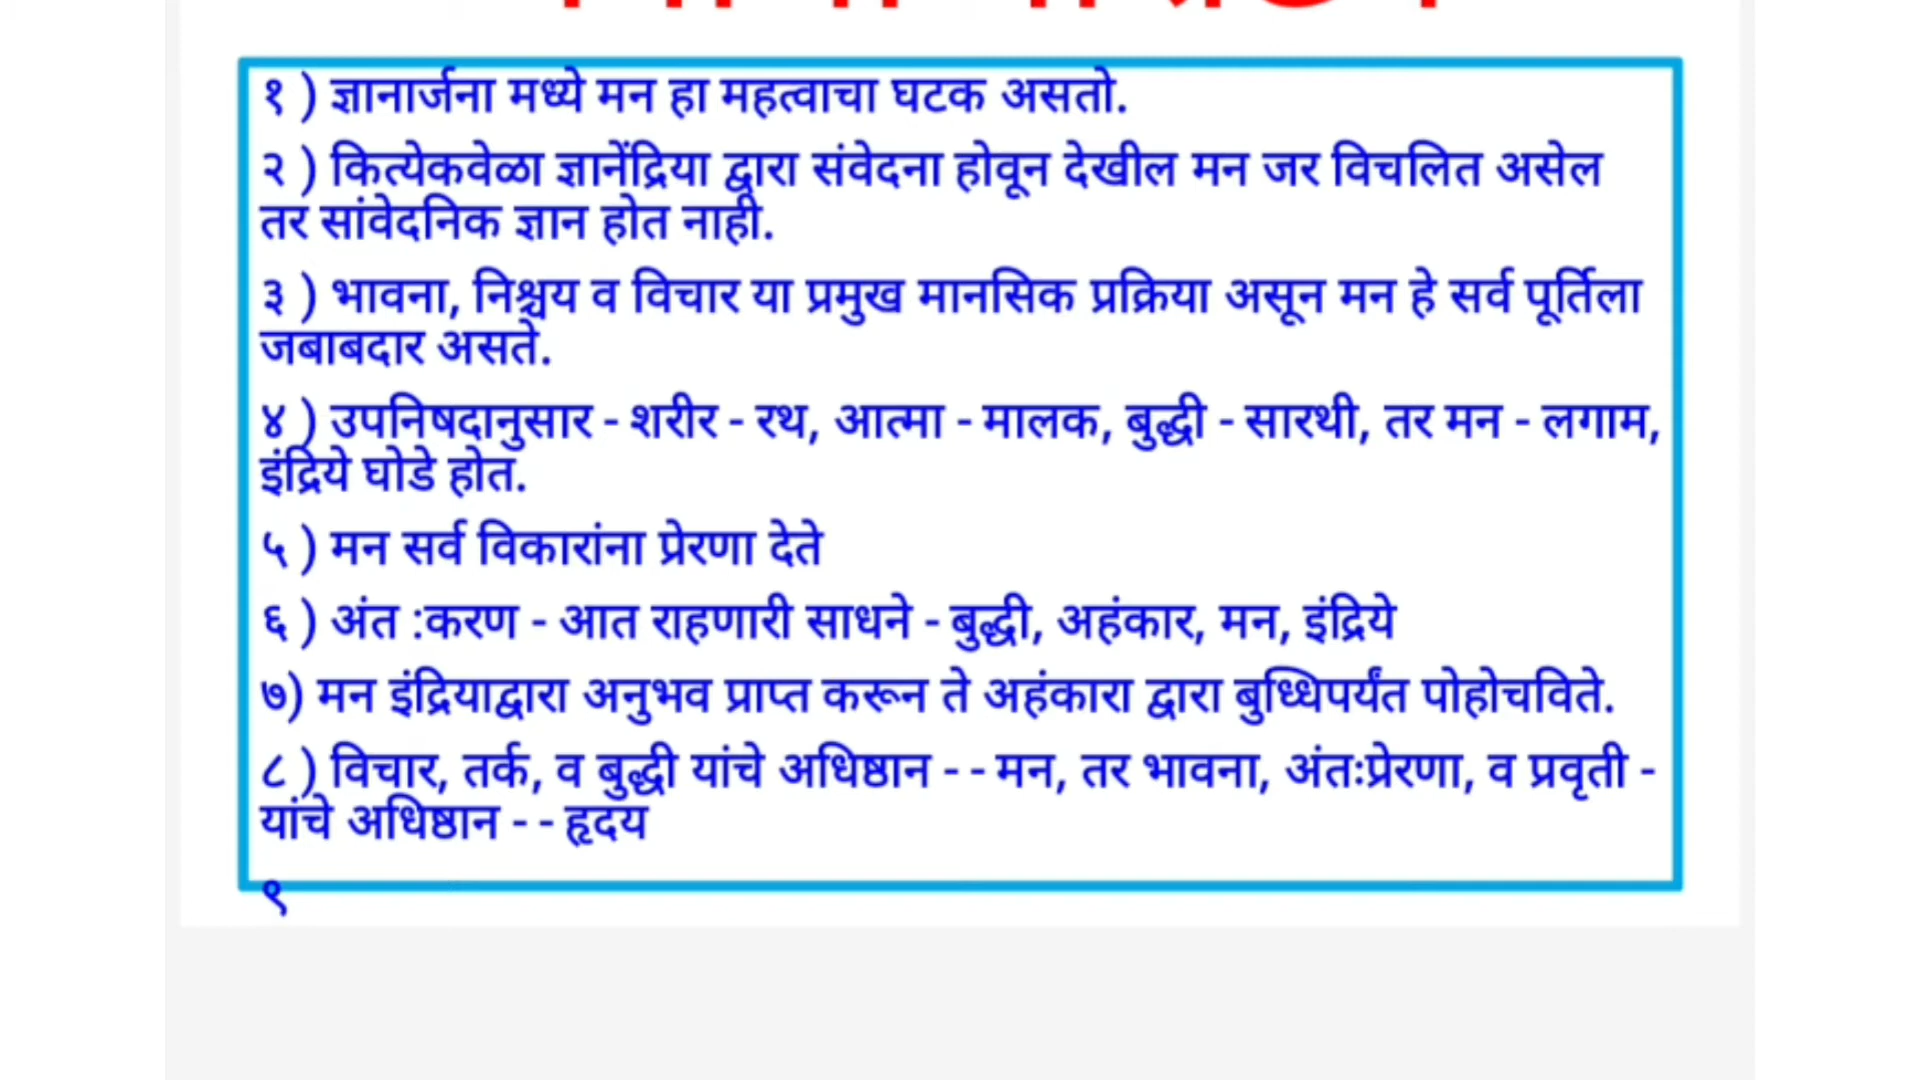 १ ) ज्ञानार्जना मध्ये मन हा महत्वाचा घटक असतो.
२ ) कित्येकवेळा ज्ञानेंद्रिया द्वारा संवेदना होवून देखील मन जर विचलित असेल
तर सांवेदनिक ज्ञान होत नाही.
३ ) भावना, निश्चय व विचार या प्रमुख मानसिक प्रक्रिया असून मन हे सर्व पूर्तिला
जबाबदार असते.
४ ) उपनिषदानुसार - शरीर - रथ, आत्मा - मालक, बुद्धी - सारथी, तर मन - लगाम,
इंद्रिये घोडे होत.
५ ) मन सर्व विकारांना प्रेरणा देते
६ ) अंत :करण - आत राहणारी साधने - बुद्धी, अहंकार, मन, इंद्रिये
७) मन इंद्रियाद्वारा अनुभव प्राप्त करून ते अहंकारा द्वारा बुध्धिपर्यंत पोहोचविते.
८ ) विचार, तर्क, व बुद्धी यांचे अधिष्ठान - - मन, तर भावना, अंतःप्रेरणा, व प्रवृती -
यांचे अधिष्ठान - - हृदय
९